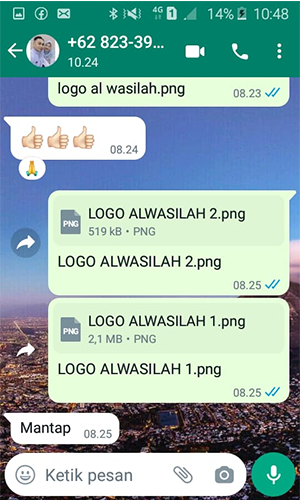 4G 1 14% 10:48
+62 823-39...
10.24
logo al wasilah.png
08.23
08.24
LOGO ALWASILAH 2.png
PNG
519 kB • PNG
LOGO ALWASILAH 2.png
08.25
LOGO ALWASILAH 1.png
PNG
2,1 MB • PNG
LOGO ALWASILAH 1.png
08.25
Mantap 08.25
Ketik pesan